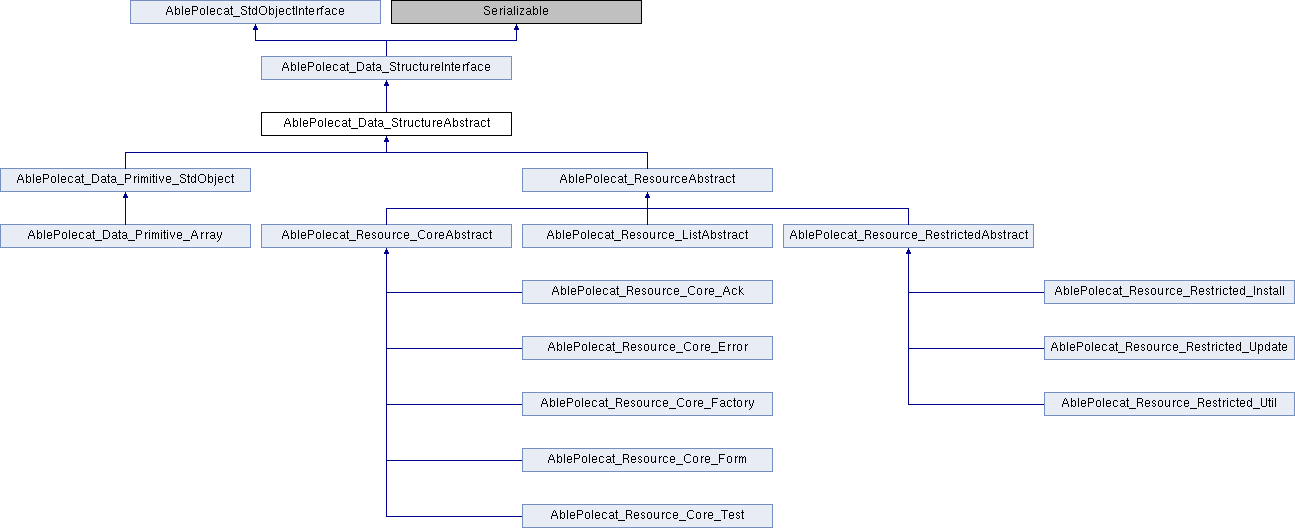 AblePolecat_StdObjectInterface
Serializable
AblePolecat_Data_StructureInterface
AblePolecat_Data_StructureAbstract
AblePolecat_Data_Primitive_StdObject
AblePolecat_ResourceAbstract
AblePolecat_Data_Primitive_Array
AblePolecat_Resource_CoreAbstract
AblePolecat_Resource_ListAbstract
AblePolecat_Resource_RestrictedAbstract
AblePolecat_Resource_Core_Ack
AblePolecat_Resource_Restricted_Install
AblePolecat_Resource_Core_Error
AblePolecat_Resource_Restricted_Update
AblePolecat_Resource_Core_Factory
AblePolecat_Resource_Restricted_Util
AblePolecat_Resource_Core_Form
AblePolecat_Resource_Core_Test